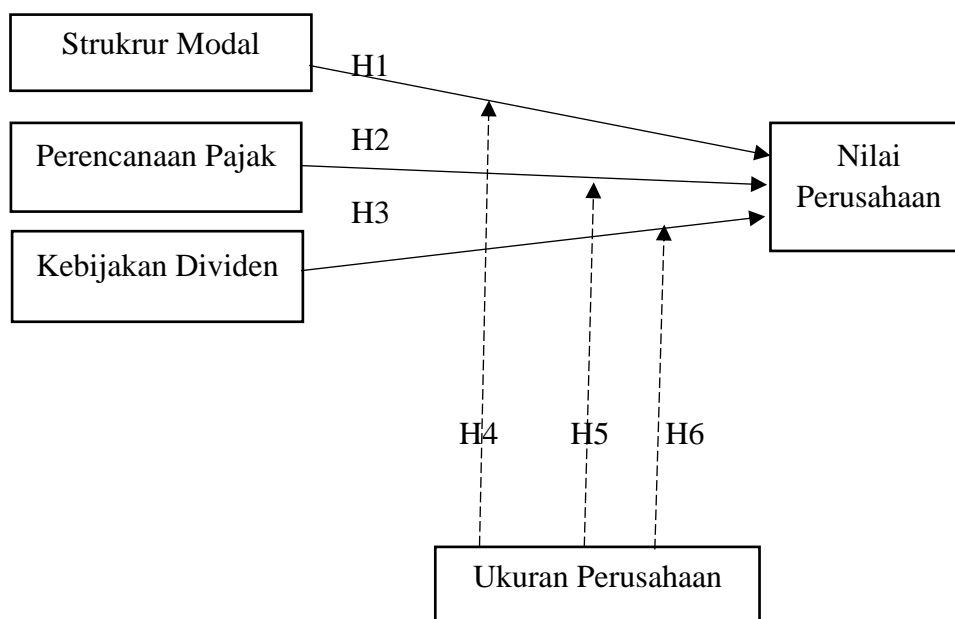 Strukrur Modal
H1
H2
Perencanaan Pajak
Nilai
Perusahaan
H3
Kebijakan Dividen
H4
H5
H6
Ukuran Perusahaan